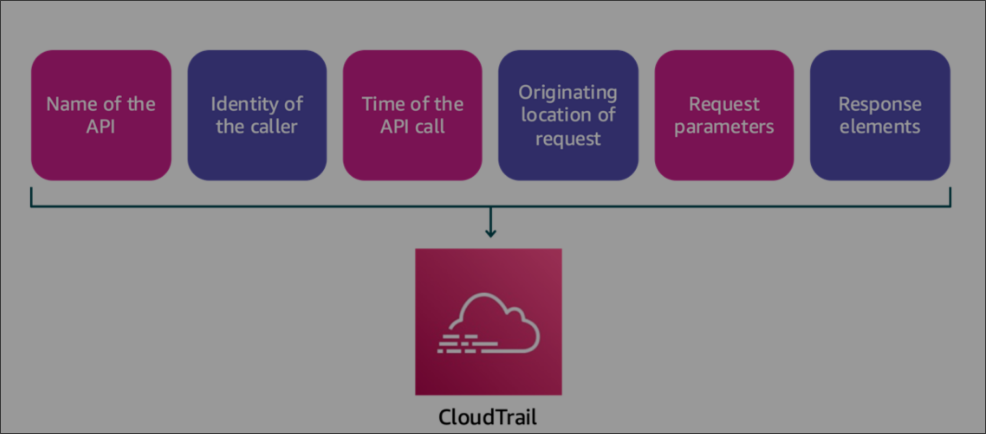 Name of the
API
Identity of
the caller
Time of the
API call
Originating
location of
request
Request
parameters
Response
elements
CloudTrail